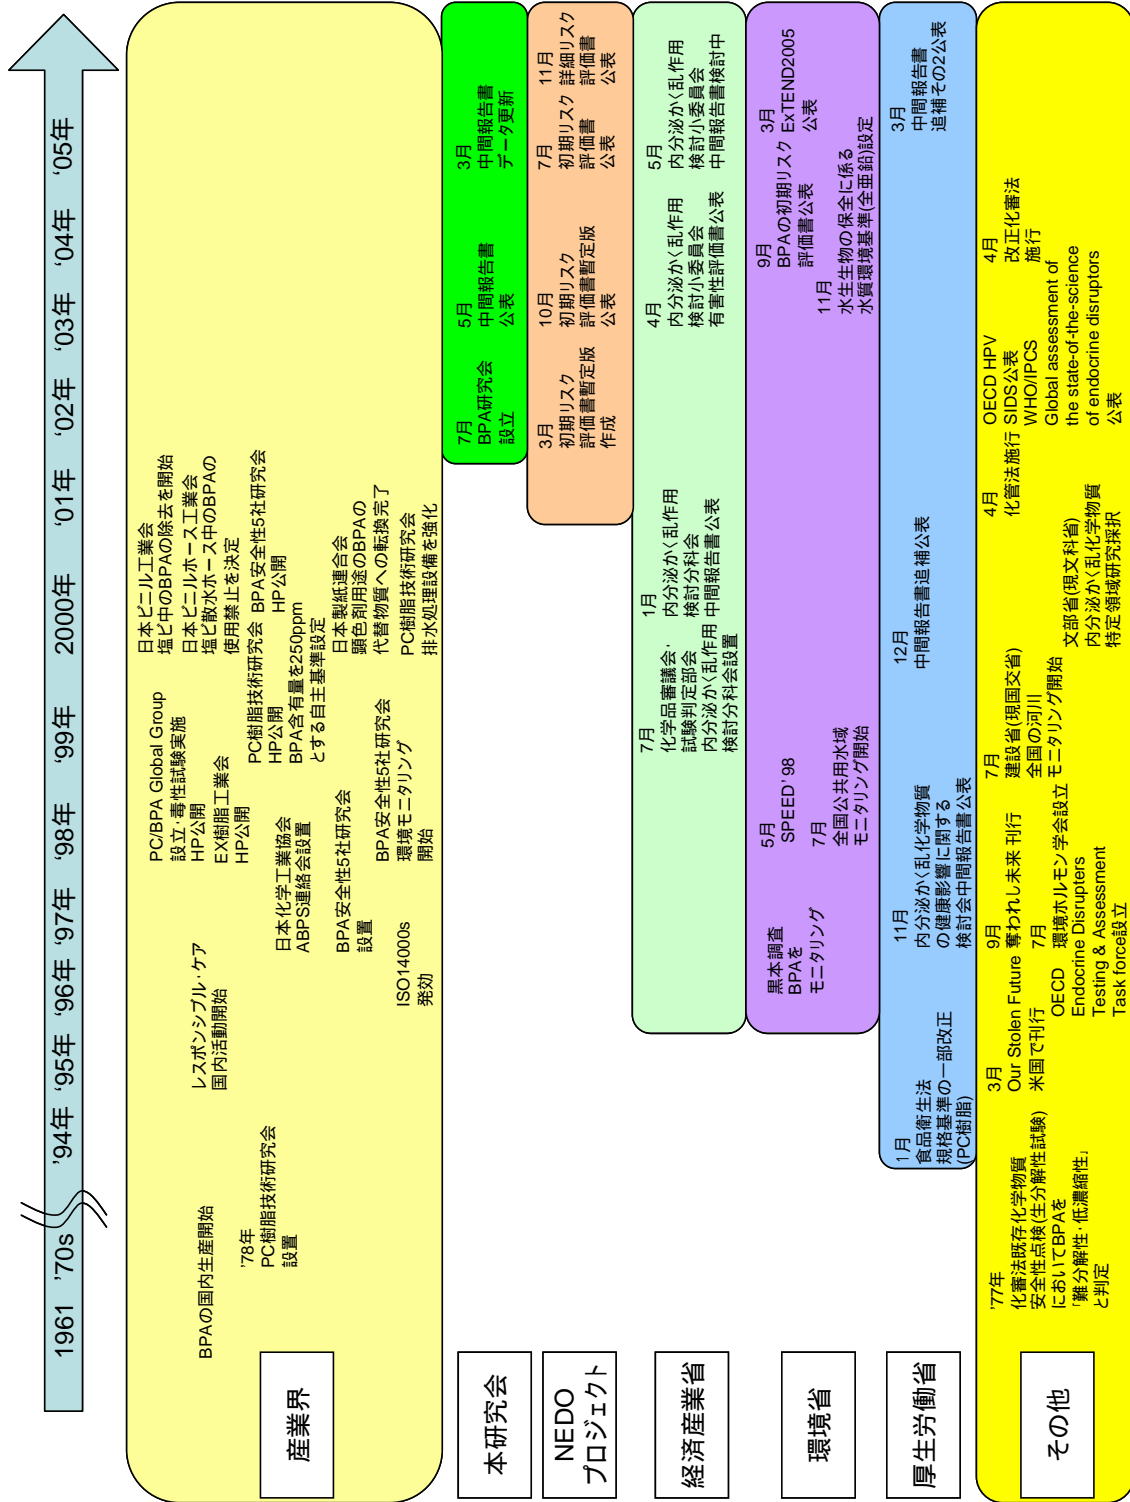 1961
'70s
'94年
'95年
'96年
'97年
'98年
'99年
2000年
'01年
'02年
'03年
'04年
'05年
産業界
BPAの国内生産開始
'78年
PC樹脂技術研究会
設置
レスポンシブル・ケア
国内活動開始
ISO14000s
発効
日本化学工業協会
ABPS連絡会設置
BPA安全性5社研究会
設置
PC/BPA Global Group
設立・毒性試験実施
HP公開
EX樹脂工業会
HP公開
BPA安全性5社研究会
環境モニタリング
開始
PC樹脂技術研究会
HP公開
BPA含有量を250ppm
とする自主基準設定
日本ビニル工業会
塩ビ中のBPAの除去を開始
日本ビニルホース工業会
塩ビ散水ホース中のBPAの
使用禁止を決定
BPA安全性5社研究会
HP公開
日本製紙連合会
顕色剤用途のBPAの
代替物質への転換完了
PC樹脂技術研究会
排水処理設備を強化
本研究会
7月
BPA研究会
設立
5月
中間報告書
公表
3月
中間報告書
データ更新
NEDO
プロジェクト
3月
初期リスク
評価書暫定版
作成
10月
初期リスク
評価書暫定版
公表
7月
初期リスク
評価書
公表
11月
詳細リスク
評価書
公表
経済産業省
7月
化学品審議会・
試験判定部会
内分泌かく乱作用
検討分科会設置
1月
内分泌かく乱作用
検討分科会
中間報告書公表
4月
内分泌かく乱作用
検討小委員会
有害性評価書公表
5月
内分泌かく乱作用
検討小委員会
中間報告書検討中
環境省
黒本調査
BPAを
モニタリング
5月
SPEED'98
7月
全国公共用水域
モニタリング開始
9月
BPAの初期リスク
評価書公表
11月
水生生物の保全に係る
水質環境基準(全亜鉛)設定
3月
ExTEND2005
公表
厚生労働省
1月
食品衛生法
規格基準の一部改正
(PC樹脂)
11月
内分泌かく乱化学物質
の健康影響に関する
検討会中間報告書公表
12月
中間報告書追補公表
3月
中間報告書
追補その2公表
その他
'77年
化審法既存化学物質
安全性点検(生分解性試験)
においてBPAを
「難分解性・低濃縮性」
と判定
3月
Our Stolen Future
米国で刊行
9月
奪われし未来 刊行
7月
環境ホルモン学会設立
OECD
Endocrine Disrupters
Testing & Assessment
Task force設立
7月
建設省(現国交省)
全国の河川
モニタリング開始
文部省(現文科省)
内分泌かく乱化学物質
特定領域研究採択
4月
化管法施行
OECD HPV
SIDS公表
WHO/IPCS
Global assessment of
the state-of-the-science
of endocrine disruptors
公表
4月
改正化審法
施行